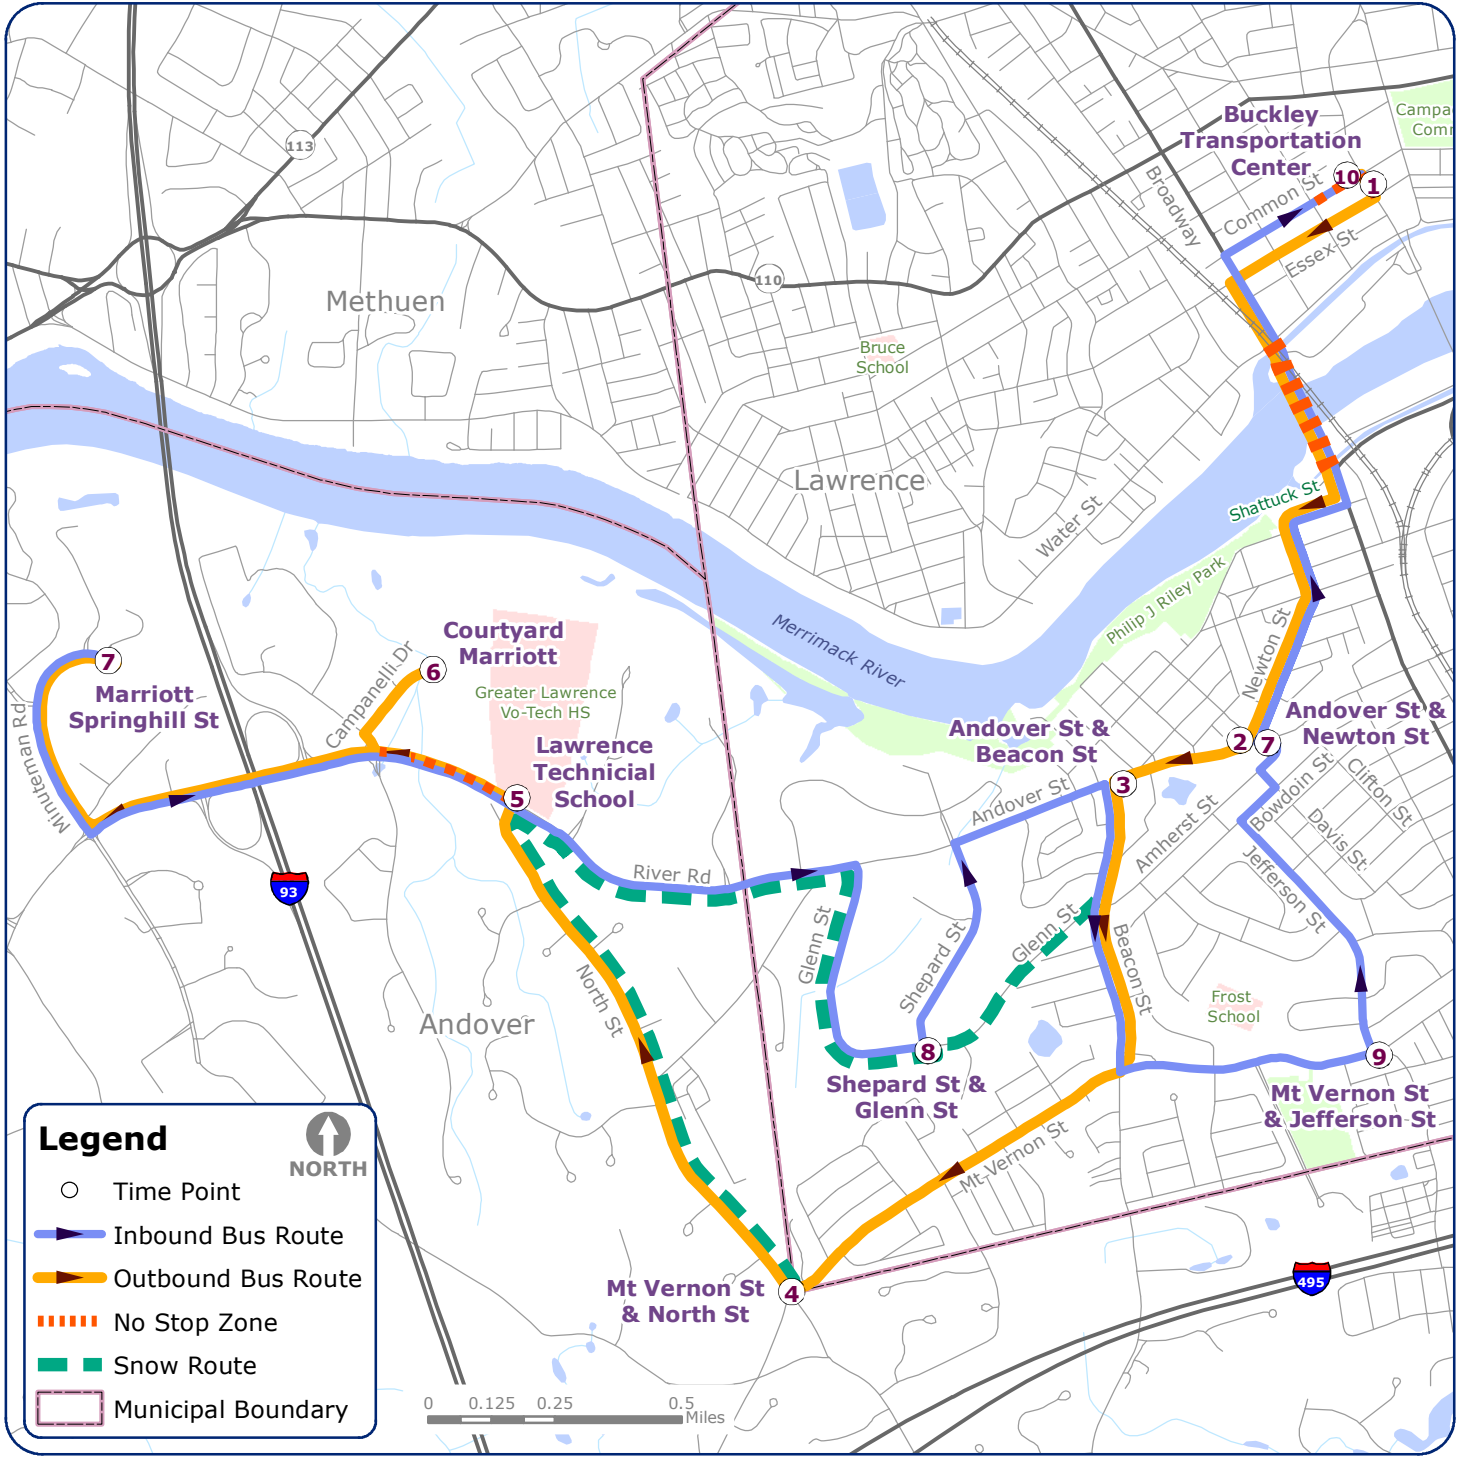 Buckley
Transportation
Center
Campa
Comm
113
10
1
Common St
Broadway
Essex St
110
Methuen
Bruce
School
Lawrence
Shattuck St
Water St
Philip J Riley Park
Merrimack River
Courtyard
Marriott
6
7
Marriott
Springhill St
Campanelli Dr
Greater Lawrence
Vo-Tech HS
Newton St
Minuteman Rd
Andover St &
Beacon St
Andover St &
Newton St
2
7
Lawrence
Technicial
School
5
3
Andover St
Bowdoin St
Clifton St
Amherst St
Davis St
Jefferson St
93
River Rd
Glenn St
Shepard St
Glenn St
Beacon St
North St
Andover
Frost
School
8
9
Shepard St &
Glenn St
Mt Vernon St
& Jefferson St
Mt Vernon St
Mt Vernon St
& North St
4
495
Legend
NORTH
Time Point
Inbound Bus Route
Outbound Bus Route
No Stop Zone
Snow Route
Municipal Boundary
0 0.125 0.25 0.5
Miles